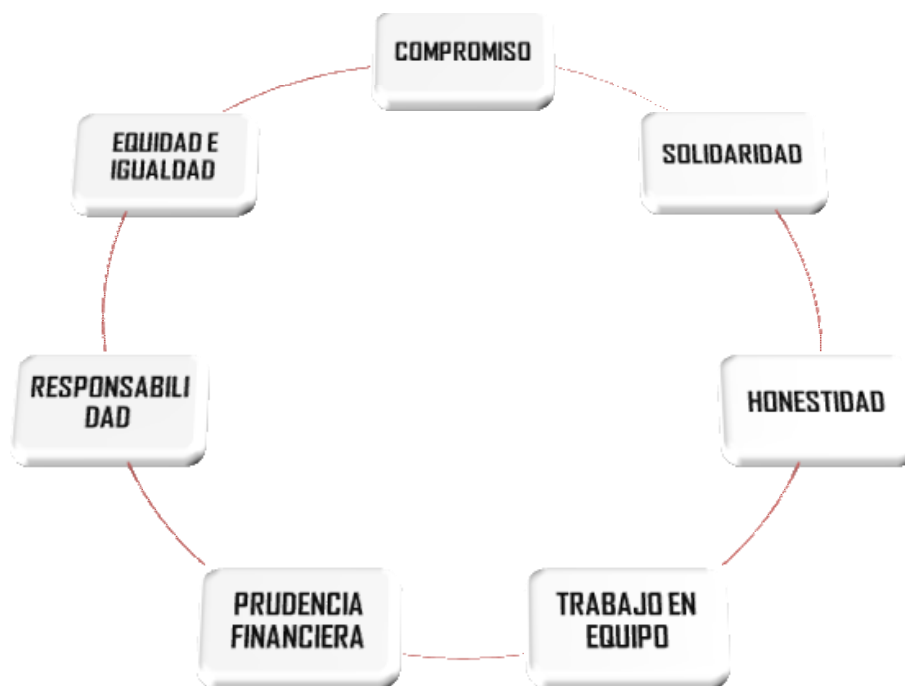 COMPROMISO
SOLIDARIDAD
HONESTIDAD
TRABAJO EN
EQUIPO
PRUDENCIA
FINANCIERA
RESPONSABILI
DAD
EQUIDAD E
IGUALDAD